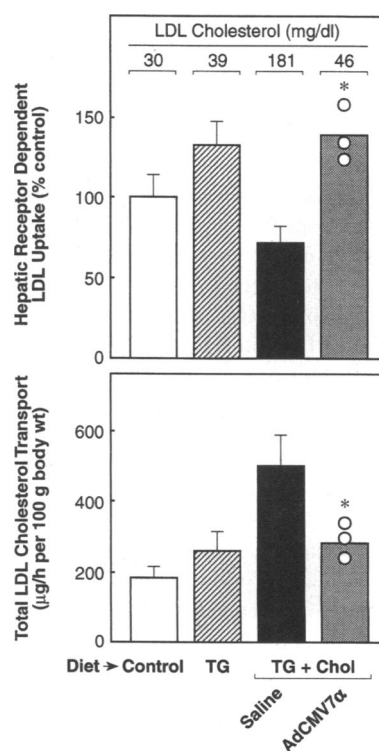 LDL Cholesterol (mg/dl)
30 39 181 46
*
Hepatic Receptor Dependent
LDL Uptake (% control)
150
100
50
0
Total LDL Cholesterol Transport
(µg/h per 100 g body wt)
600
400
200
0
*
Diet → Control TG TG + Chol
Saline
AdCMV7α